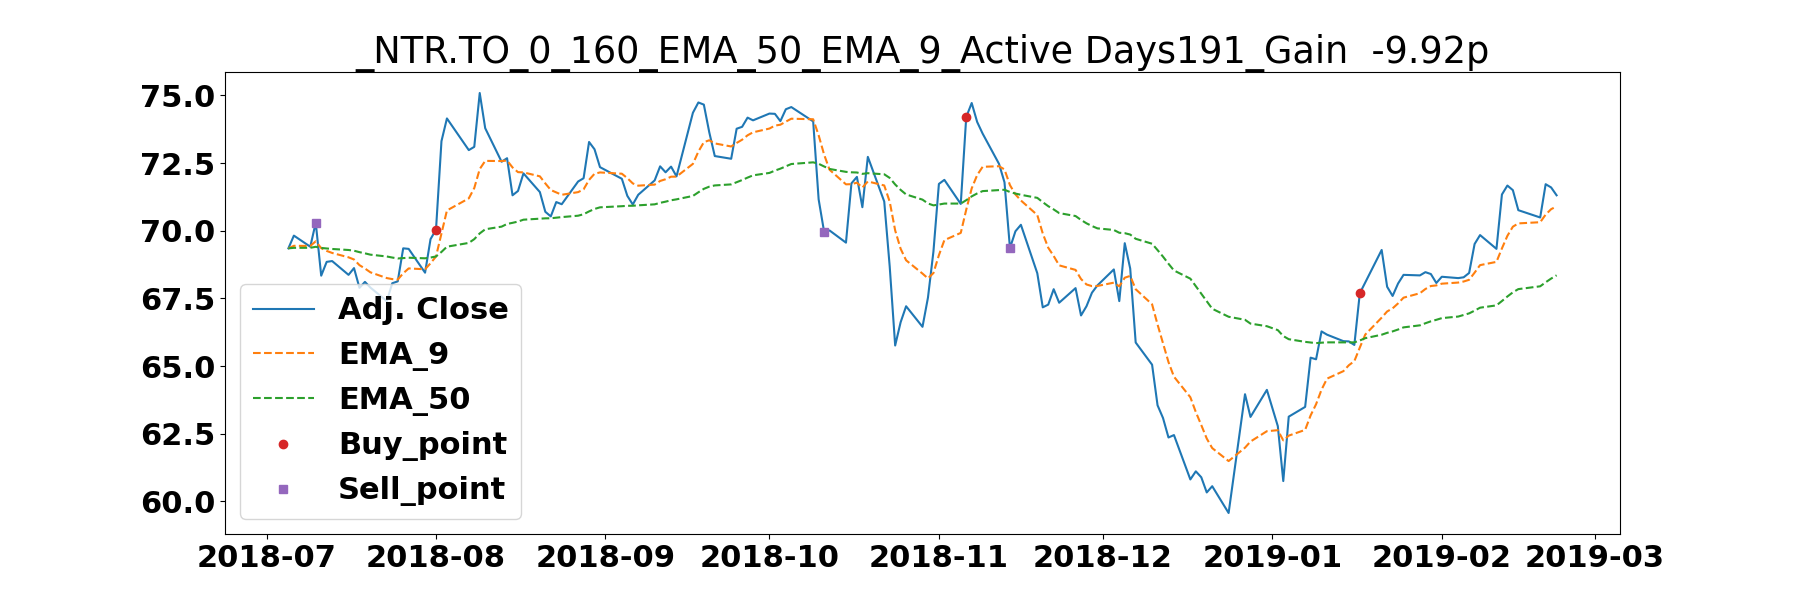 _NTR.TO_0_160_EMA_50_EMA_9_Active Days191_Gain  -9.92p
75.0
72.5
70.0
67.5
65.0
62.5
60.0
Adj. Close
EMA_9
EMA_50
Buy_point
Sell_point
2018-07 2018-08 2018-09 2018-10 2018-11 2018-12 2019-01 2019-02 2019-03